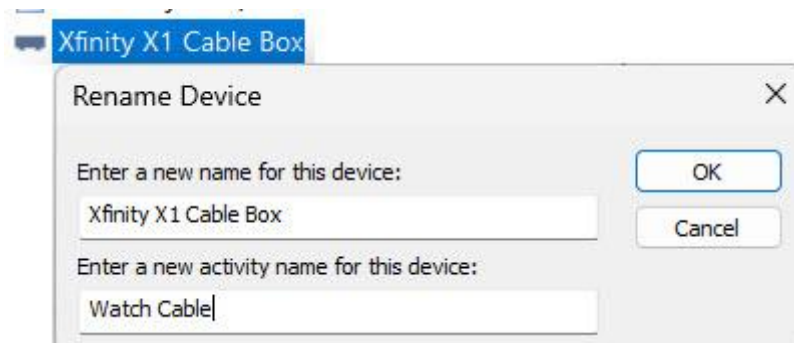 Xfinity X1 Cable Box
Rename Device
Enter a new name for this device:
OK
Xfinity X1 Cable Box
Cancel
Enter a new activity name for this device:
Watch Cable